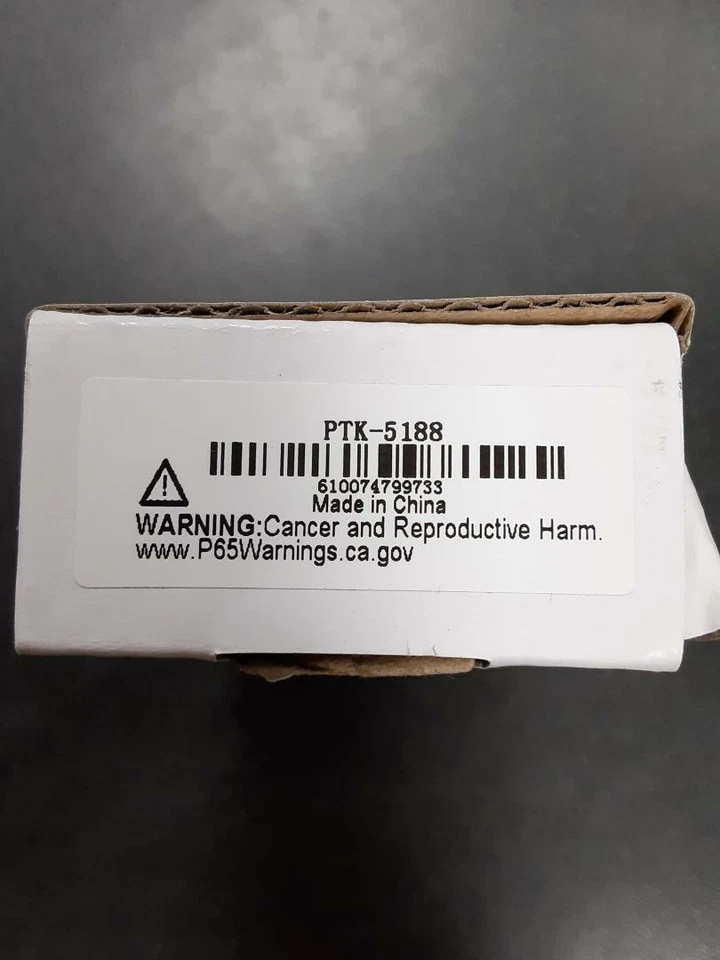 PTK-5188
610074799733
Made in China
WARNING:Cancer and Reproductive Harm.
www.P65Warnings.ca.gov